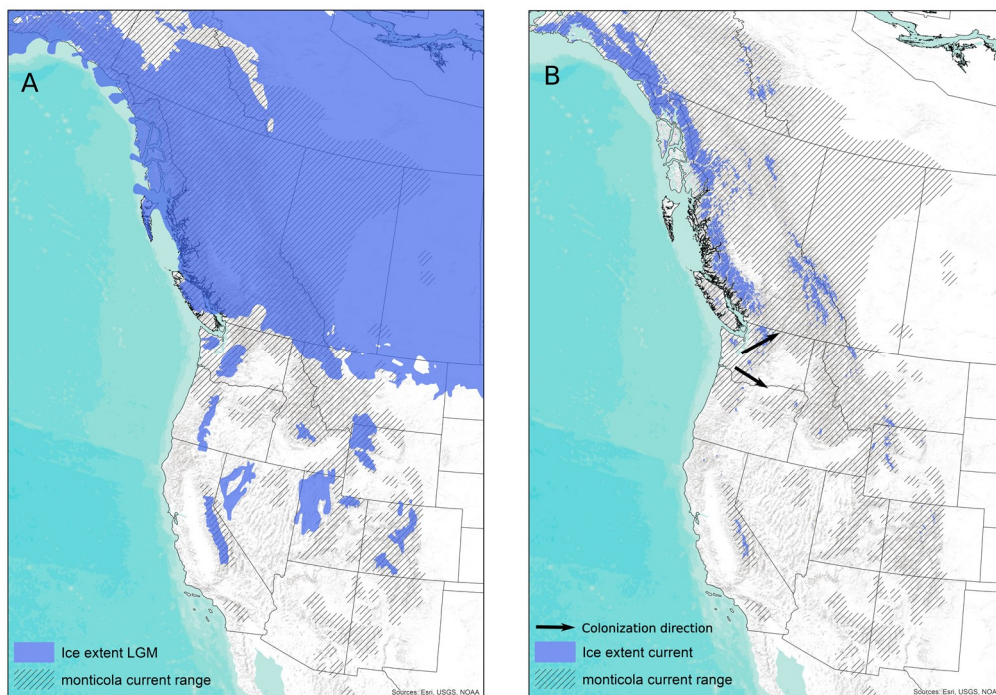 A
Ice extent LGM
monticola current range
Sources: Esri, USGS, NOAA
B
Colonization direction
Ice extent current
monticola current range
Sources: Esri, USGS, NOAA